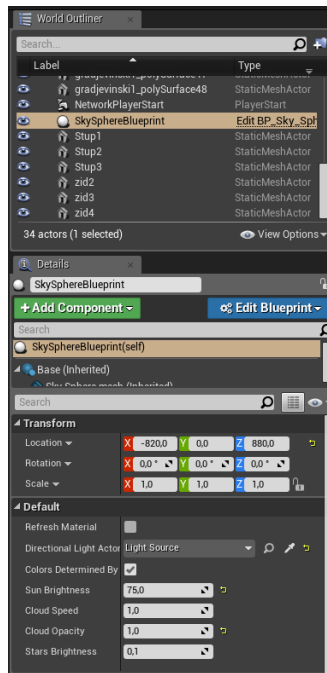 World Outliner
Search...
Label Type
gradjevinski1_polySurface48 StaticMeshActor
NetworkPlayerStart PlayerStart
SkySphereBlueprint Edit BP_Sky_Sph
Stup1 StaticMeshActor
Stup2 StaticMeshActor
Stup3 StaticMeshActor
zid2 StaticMeshActor
zid3 StaticMeshActor
zid4 StaticMeshActor
34 actors (1 selected) View Options
Details
SkySphereBlueprint
+ Add Component Edit Blueprint
Search
SkySphereBlueprint(self)
Base (Inherited)
Sky Sphere mesh (Inherited)
Search
Transform
Location X -820,0 Y 0,0 Z 880,0
Rotation X 0,0 ° Y 0,0 ° Z 0,0 °
Scale X 1,0 Y 1,0 Z 1,0
Default
Refresh Material
Directional Light Actor Light Source
Colors Determined By
Sun Brightness 75,0
Cloud Speed 1,0
Cloud Opacity 1,0
Stars Brightness 0,1